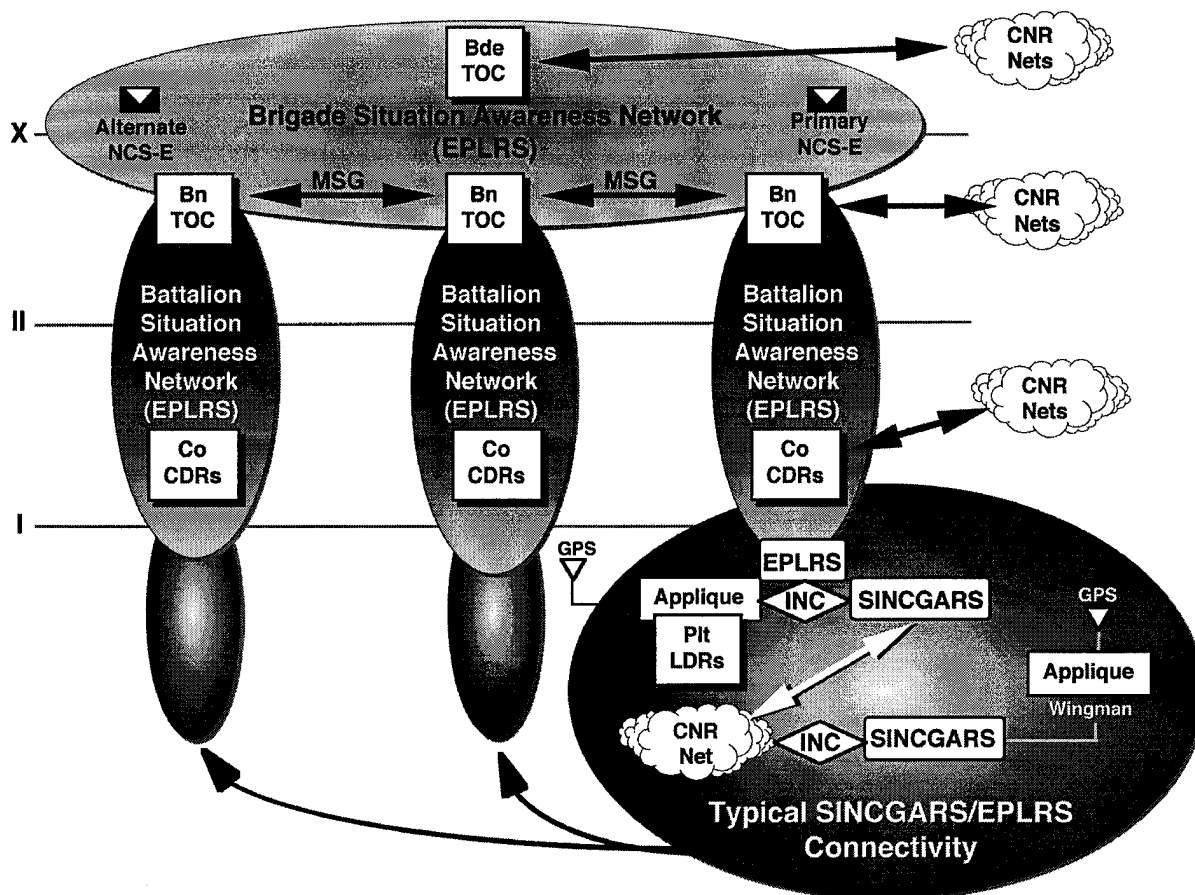 Bde
TOC
CNR
Nets
Alternate
NCS-E
Brigade Situation Awareness Network
(EPLRS)
Primary
NCS-E
X
Bn
TOC
MSG
Bn
TOC
MSG
Bn
TOC
CNR
Nets
Battalion
Situation
Awareness
Network
(EPLRS)
Battalion
Situation
Awareness
Network
(EPLRS)
Battalion
Situation
Awareness
Network
(EPLRS)
II
CNR
Nets
Co
CDRs
Co
CDRs
Co
CDRs
I
GPS
EPLRS
Applique
INC
SINCGARS
GPS
Plt
LDRs
Applique
Wingman
CNR
Net
INC
SINCGARS
Typical SINCGARS/EPLRS
Connectivity